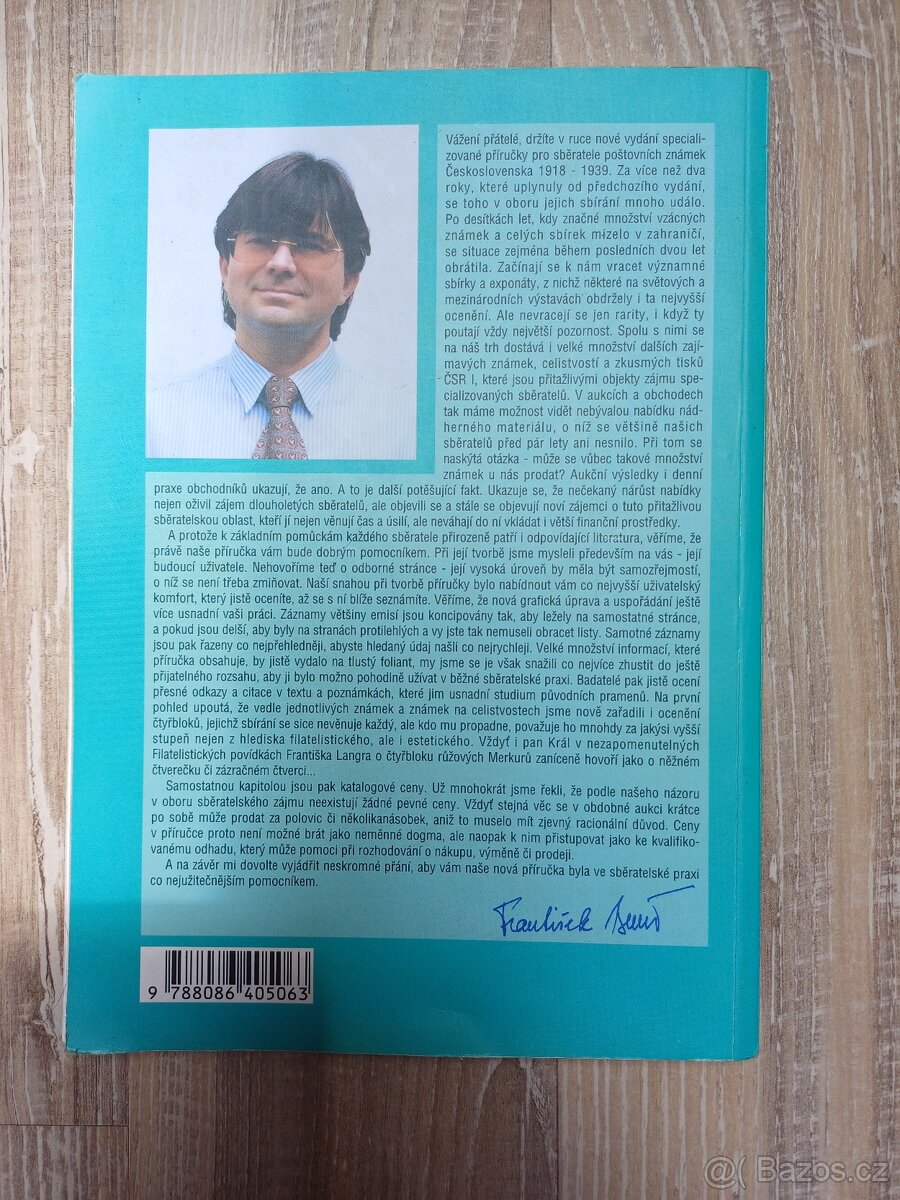 Vážení přátelé, držíte v ruce nové vydání speciali-
zované příručky pro sběratele poštovních známek
Československa 1918 - 1939. Za více než dva
roky, které uplynuly od předchozího vydání,
se toho v oboru jejich sbírání mnoho událo.
Po desítkách let, kdy značné množství vzácných
známek a celých sbírek mizelo v zahraničí,
se situace zejména během posledních dvou let
obrátila. Začínají se k nám vracet významné
sbírky a exponáty, z nichž některé na světových a
mezinárodních výstavách obdržely i ta nejvyšší
ocenění. Ale nevracejí se jen rarity, i když ty
poutají vždy největší pozornost. Spolu s nimi se
na náš trh dostává i velké množství dalších zají-
mavých známek, celistvostí a zkusmých tisků
ČSR I, které jsou přitažlivými objekty zájmu spe-
cializovaných sběratelů. V aukcích a obchodech
tak máme možnost vidět nebývalou nabídku nád-
herného materiálu, o níž se většině našich
sběratelů před pár lety ani nesnilo. Při tom se
naskýtá otázka - může se vůbec takové množství
známek u nás prodat? Aukční výsledky i denní
praxe obchodníků ukazují, že ano. A to je další potěšující fakt. Ukazuje se, že nečekaný nárůst nabídky
nejen oživil zájem dlouholetých sběratelů, ale objevili se a stále se objevují noví zájemci o tuto přitažlivou
sběratelskou oblast, kteří jí nejen věnují čas a úsilí, ale neváhají do ní vkládat i větší finanční prostředky.
A protože k základním pomůckám každého sběratele přirozeně patří i odpovídající literatura, věříme, že
právě naše příručka vám bude dobrým pomocníkem. Při její tvorbě jsme mysleli především na vás - její
budoucí uživatele. Nehovoříme teď o odborné stránce - její vysoká úroveň by měla být samozřejmostí,
o níž se není třeba zmiňovat. Naší snahou při tvorbě příručky bylo nabídnout vám co nejvyšší uživatelský
komfort, který jistě oceníte, až se s ní blíže seznámíte. Věříme, že nová grafická úprava a uspořádání ještě
více usnadní vaši práci. Záznamy většiny emisí jsou koncipovány tak, aby ležely na samostatné stránce,
a pokud jsou delší, aby byly na stranách protilehlých a vy jste tak nemuseli obracet listy. Samotné záznamy
jsou pak řazeny co nejpřehledněji, abyste hledaný údaj našli co nejrychleji. Velké množství informací, které
příručka obsahuje, by jistě vydalo na tlustý foliant, my jsme se je však snažili co nejvíce zhustit do ještě
přijatelného rozsahu, aby ji bylo možno pohodlně užívat v běžné sběratelské praxi. Badatelé pak jistě ocení
přesné odkazy a citace v textu a poznámkách, které jim usnadní studium původních pramenů. Na první
pohled upoutá, že vedle jednotlivých známek a známek na celistvostech jsme nově zařadili i ocenění
čtyřbloků, jejichž sbírání se sice nevěnuje každý, ale kdo mu propadne, považuje ho mnohdy za jakýsi vyšší
stupeň nejen z hlediska filatelistického, ale i estetického. Vždyť i pan Král v nezapomenutelných
Filatelistických povídkách Františka Langra o čtyřbloku růžových Merkurů zaníceně hovoří jako o něžném
čtverečku či zázračném čtverci...
Samostatnou kapitolou jsou pak katalogové ceny. Už mnohokrát jsme řekli, že podle našeho názoru
v oboru sběratelského zájmu neexistují žádné pevné ceny. Vždyť stejná věc se v obdobné aukci krátce
po sobě může prodat za polovic či několikanásobek, aniž to muselo mít zjevný racionální důvod. Ceny
v příručce proto není možné brát jako neměnné dogma, ale naopak k nim přistupovat jako ke kvalifiko-
vanému odhadu, který může pomoci při rozhodování o nákupu, výměně či prodeji.
A na závěr mi dovolte vyjádřit neskromné přání, aby vám naše nová příručka byla ve sběratelské praxi
co nejužitečnějším pomocníkem.
František
9 788086 405063
@ Bazos.cz